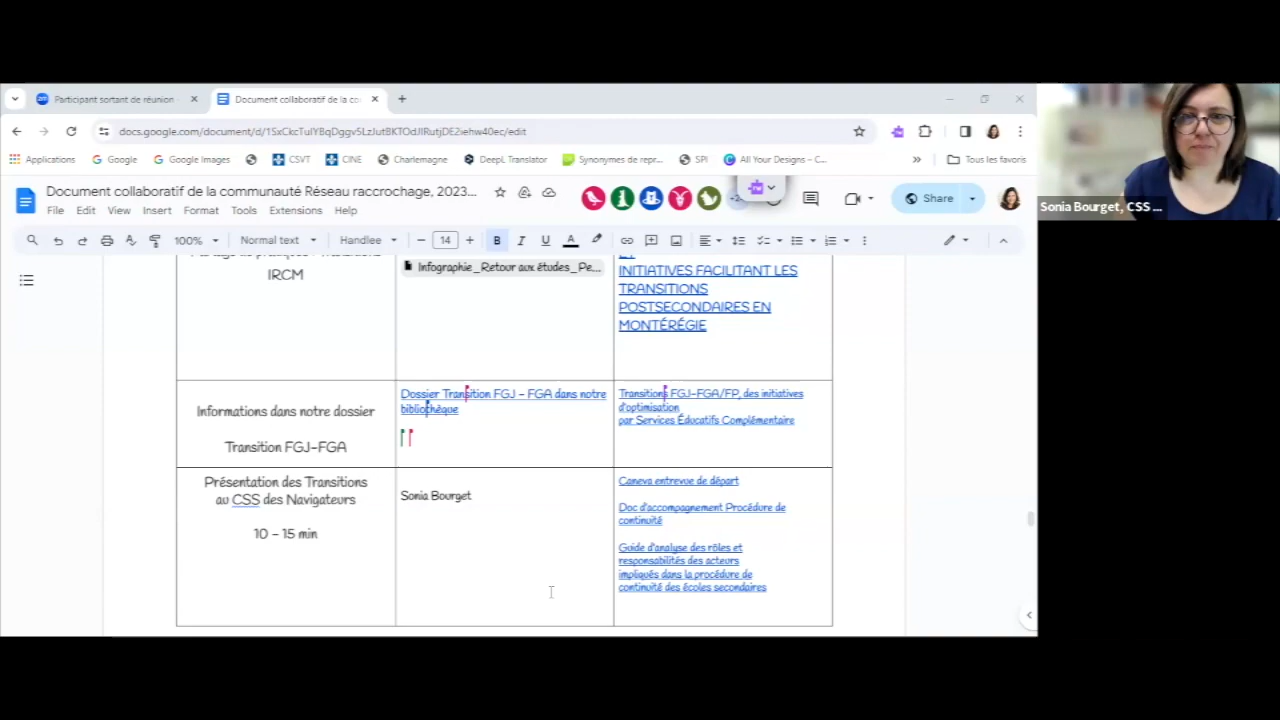 Participant sortant de réunion
Document collaboratif de la co
docs.google.com/document/d/1SxCkcTuIYBqDggv5LzJut8KTOdJIRutjDE2iehw40ec/edit
Applications
Google
Google Images
CSVT
CINE
Charlemagne
DeepL Translator
Synonymes de repr...
SPI
All Your Designs – C...
»
Tous les favoris
Document collaboratif de la communauté Réseau raccrochage, 2023...
Share
File Edit View Insert Format Tools Extensions Help
100% Normal text Handlee 14 B I U A
IRCM
Infographie_Retour aux études_Pe...
ET
INITIATIVES FACILITANT LES
TRANSITIONS
POSTSECONDAIRES EN
MONTÉRÉGIE
Informations dans notre dossier
Transition FGJ-FGA
Dossier Transition FGJ - FGA dans notre
bibliothèque
Transitions FGJ-FGA/FP, des initiatives
d'optimisation
par Services Éducatifs Complémentaire
Présentation des Transitions
au CSS des Navigateurs
10 - 15 min
Sonia Bourget
Caneva entrevue de départ
Doc d'accompagnement Procédure de
continuité
Guide d'analyse des rôles et
responsabilités des acteurs
impliqués dans la procédure de
continuité des écoles secondaires
Sonia Bourget, CSS ...